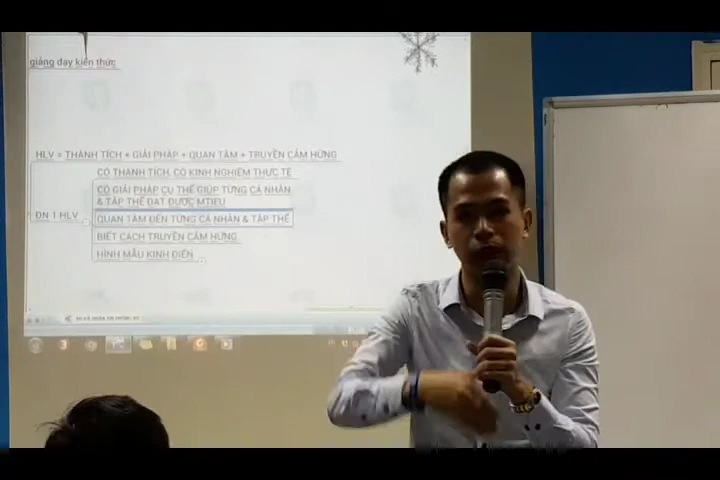 giảng dạy kiến thức
HLV = THÀNH TÍCH + GIẢI PHÁP + QUAN TÂM + TRUYỀN CẢM HỨNG
CÓ THÀNH TÍCH, CÓ KINH NGHIỆM THỰC TẾ
CÓ GIẢI PHÁP CỤ THỂ GIÚP TỪNG CÁ NHÂN
& TẬP THỂ ĐẠT ĐƯỢC MTIEU
ĐN 1 HLV
QUAN TÂM ĐẾN TỪNG CÁ NHÂN & TẬP THỂ
BIẾT CÁCH TRUYỀN CẢM HỨNG
HÌNH MẪU KINH ĐIỂN